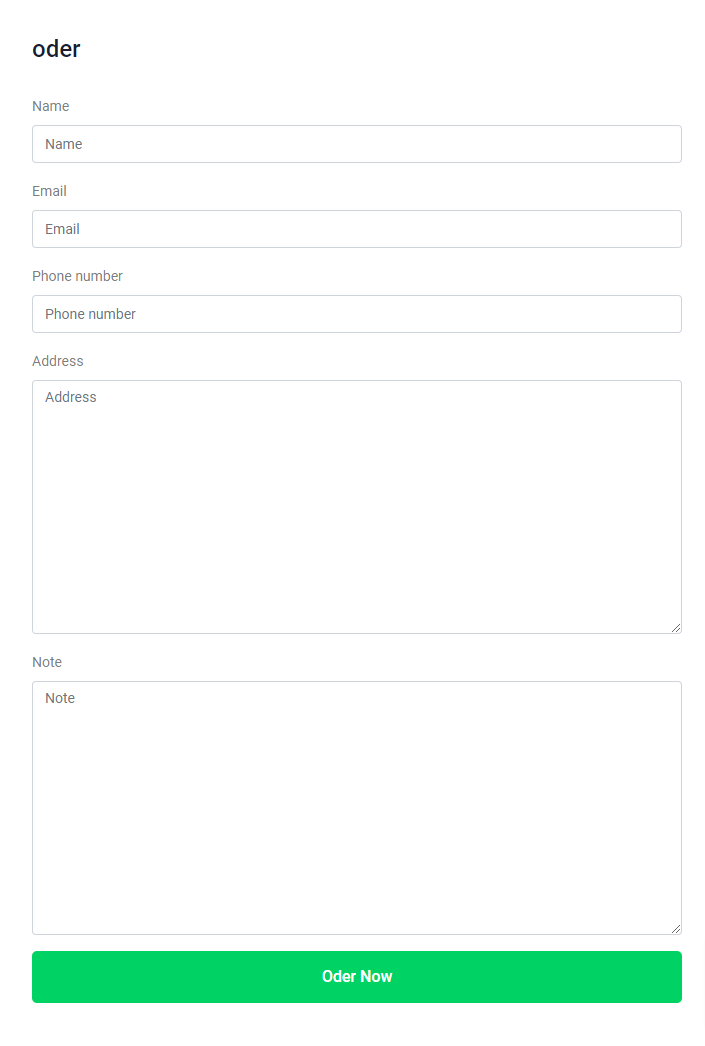 oder
Name
Name
Email
Email
Phone number
Phone number
Address
Address
Note
Note
Oder Now